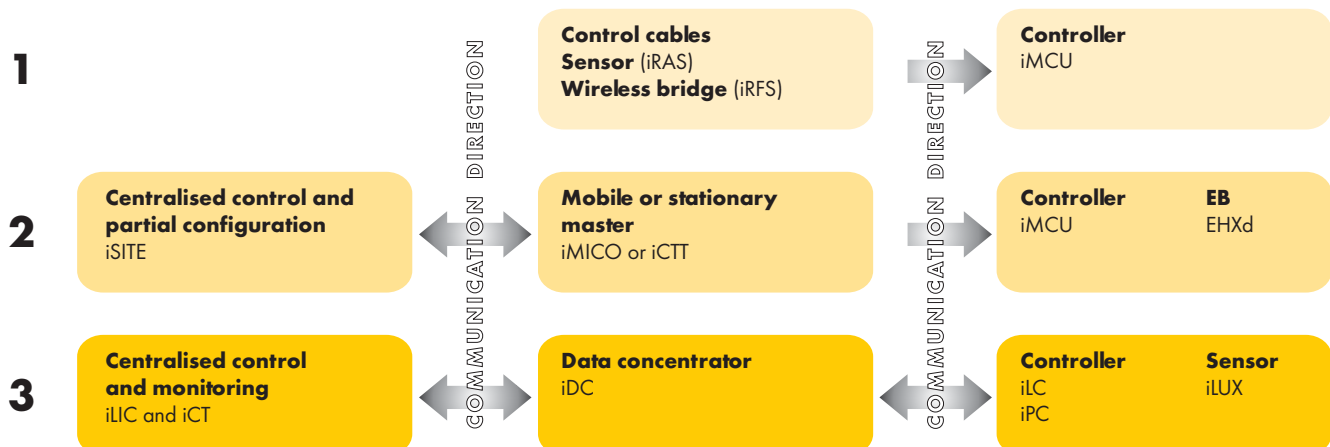 1
Control cables
Sensor (iRAS)
Wireless bridge (iRFS)
Controller
iMCU
COMMUNICATION DIRECTION
COMMUNICATION DIRECTION
2
Centralised control and
partial configuration
iSITE
Mobile or stationary
master
iMICO or iCTT
Controller
iMCU
EB
EHXd
3
Centralised control
and monitoring
iLIC and iCT
Data concentrator
iDC
Controller
iLC
iPC
Sensor
iLUX